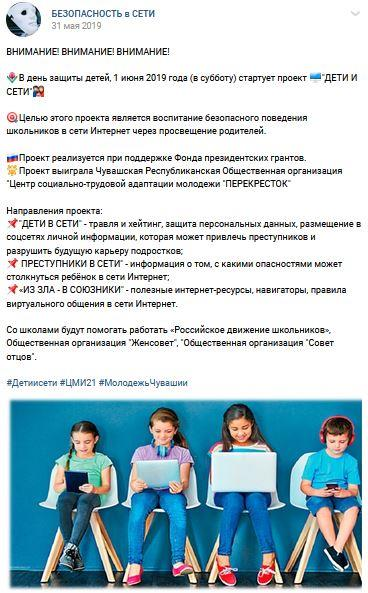 БЕЗОПАСНОСТЬ в СЕТИ
31 мая 2019
ВНИМАНИЕ! ВНИМАНИЕ! ВНИМАНИЕ!
В день защиты детей, 1 июня 2019 года (в субботу) стартует проект "ДЕТИ И
СЕТИ"
Целью этого проекта является воспитание безопасного поведения
школьников в сети Интернет через просвещение родителей.
Проект реализуется при поддержке Фонда президентских грантов.
Проект выиграла Чувашская Республиканская Общественная организация
"Центр социально-трудовой адаптации молодежи "ПЕРЕКРЕСТОК"
Направления проекта:
"ДЕТИ В СЕТИ" - травля и хейтинг, защита персональных данных, размещение в
соцсетях личной информации, которая может привлечь преступников и
разрушить будущую карьеру подростков;
ПРЕСТУПНИКИ В СЕТИ" - информация о том, с какими опасностями может
столкнуться ребёнок в сети Интернет;
«ИЗ ЗЛА - В СОЮЗНИКИ" - полезные интернет-ресурсы, навигаторы, правила
виртуального общения в сети Интернет.
Со школами будут помогать работать «Российское движение школьников»,
Общественная организация "Женсовет", "Общественная организация "Совет
отцов".
#Детиисети #ЦМИ21 #МолодежьЧувашии